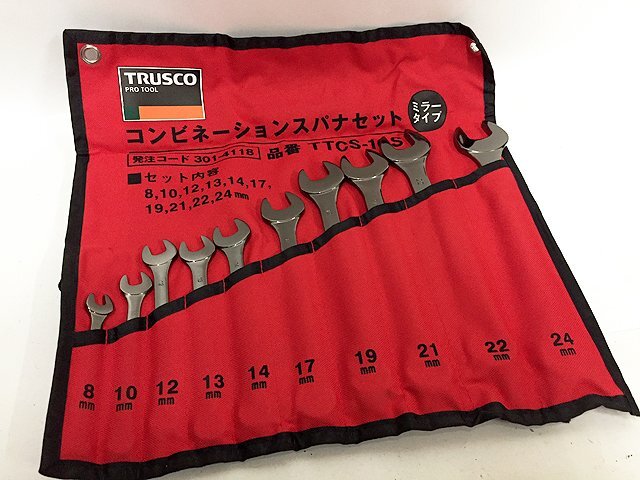 TRUSCO
PRO TOOL
コンビネーションスパナセット
ミラー
タイプ
発注コード 301-4118
品番
■セット内容
8,10,12,13,14,17,
19,21,22,24mm
8
mm
10
mm
12
mm
13
mm
14
mm
17
mm
19
mm
21
mm
22
mm
24
mm